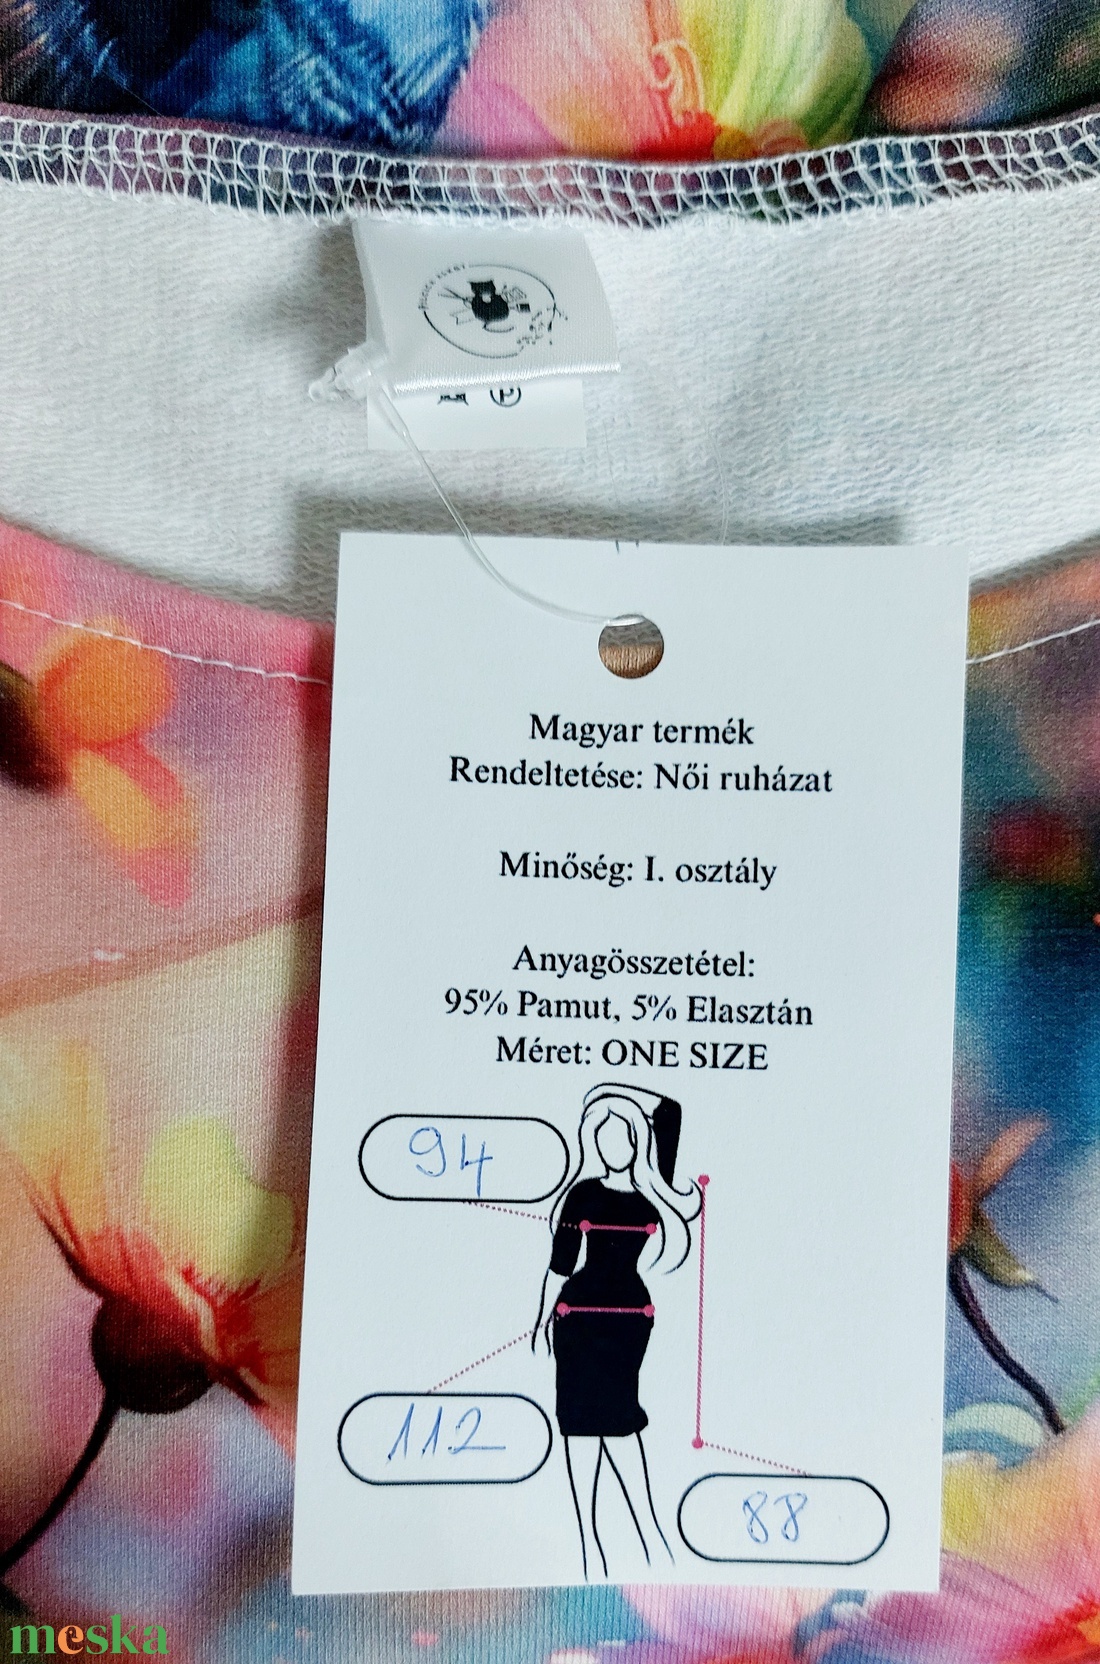 P
Magyar termék
Rendeltetése: Női ruházat
Minőség: I. osztály
Anyagösszetétel:
95% Pamut, 5% Elasztán
Méret: ONE SIZE
94
112
88
meska